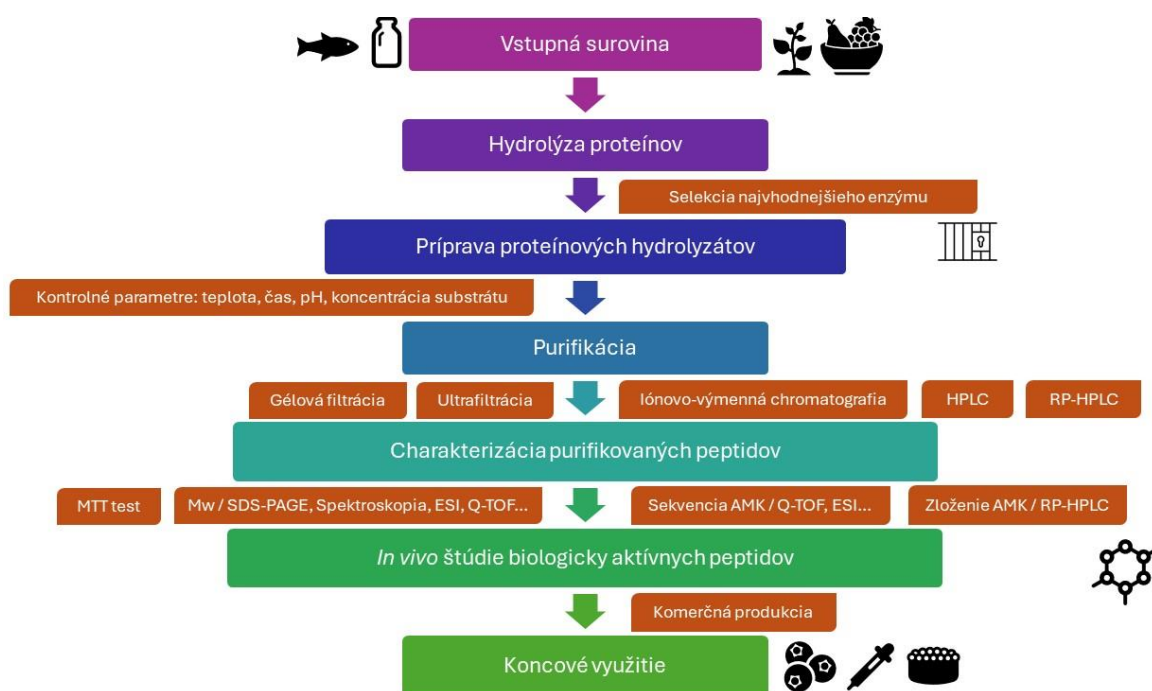 Vstupná surovina
Hydrolýza proteínov
Selekcia najvhodnejšieho enzýmu
Príprava proteínových hydrolyzátov
Kontrolné parametre: teplota, čas, pH, koncentrácia substrátu
Purifikácia
Gélová filtrácia
Ultrafiltrácia
Iónovo-výmenná chromatografia
HPLC
RP-HPLC
Charakterizácia purifikovaných peptidov
MTT test
Mw / SDS-PAGE, Spektroskopia, ESI, Q-TOF...
Sekvencia AMK / Q-TOF, ESI...
Zloženie AMK / RP-HPLC
In vivo štúdie biologicky aktívnych peptidov
Komerčná produkcia
Koncové využitie